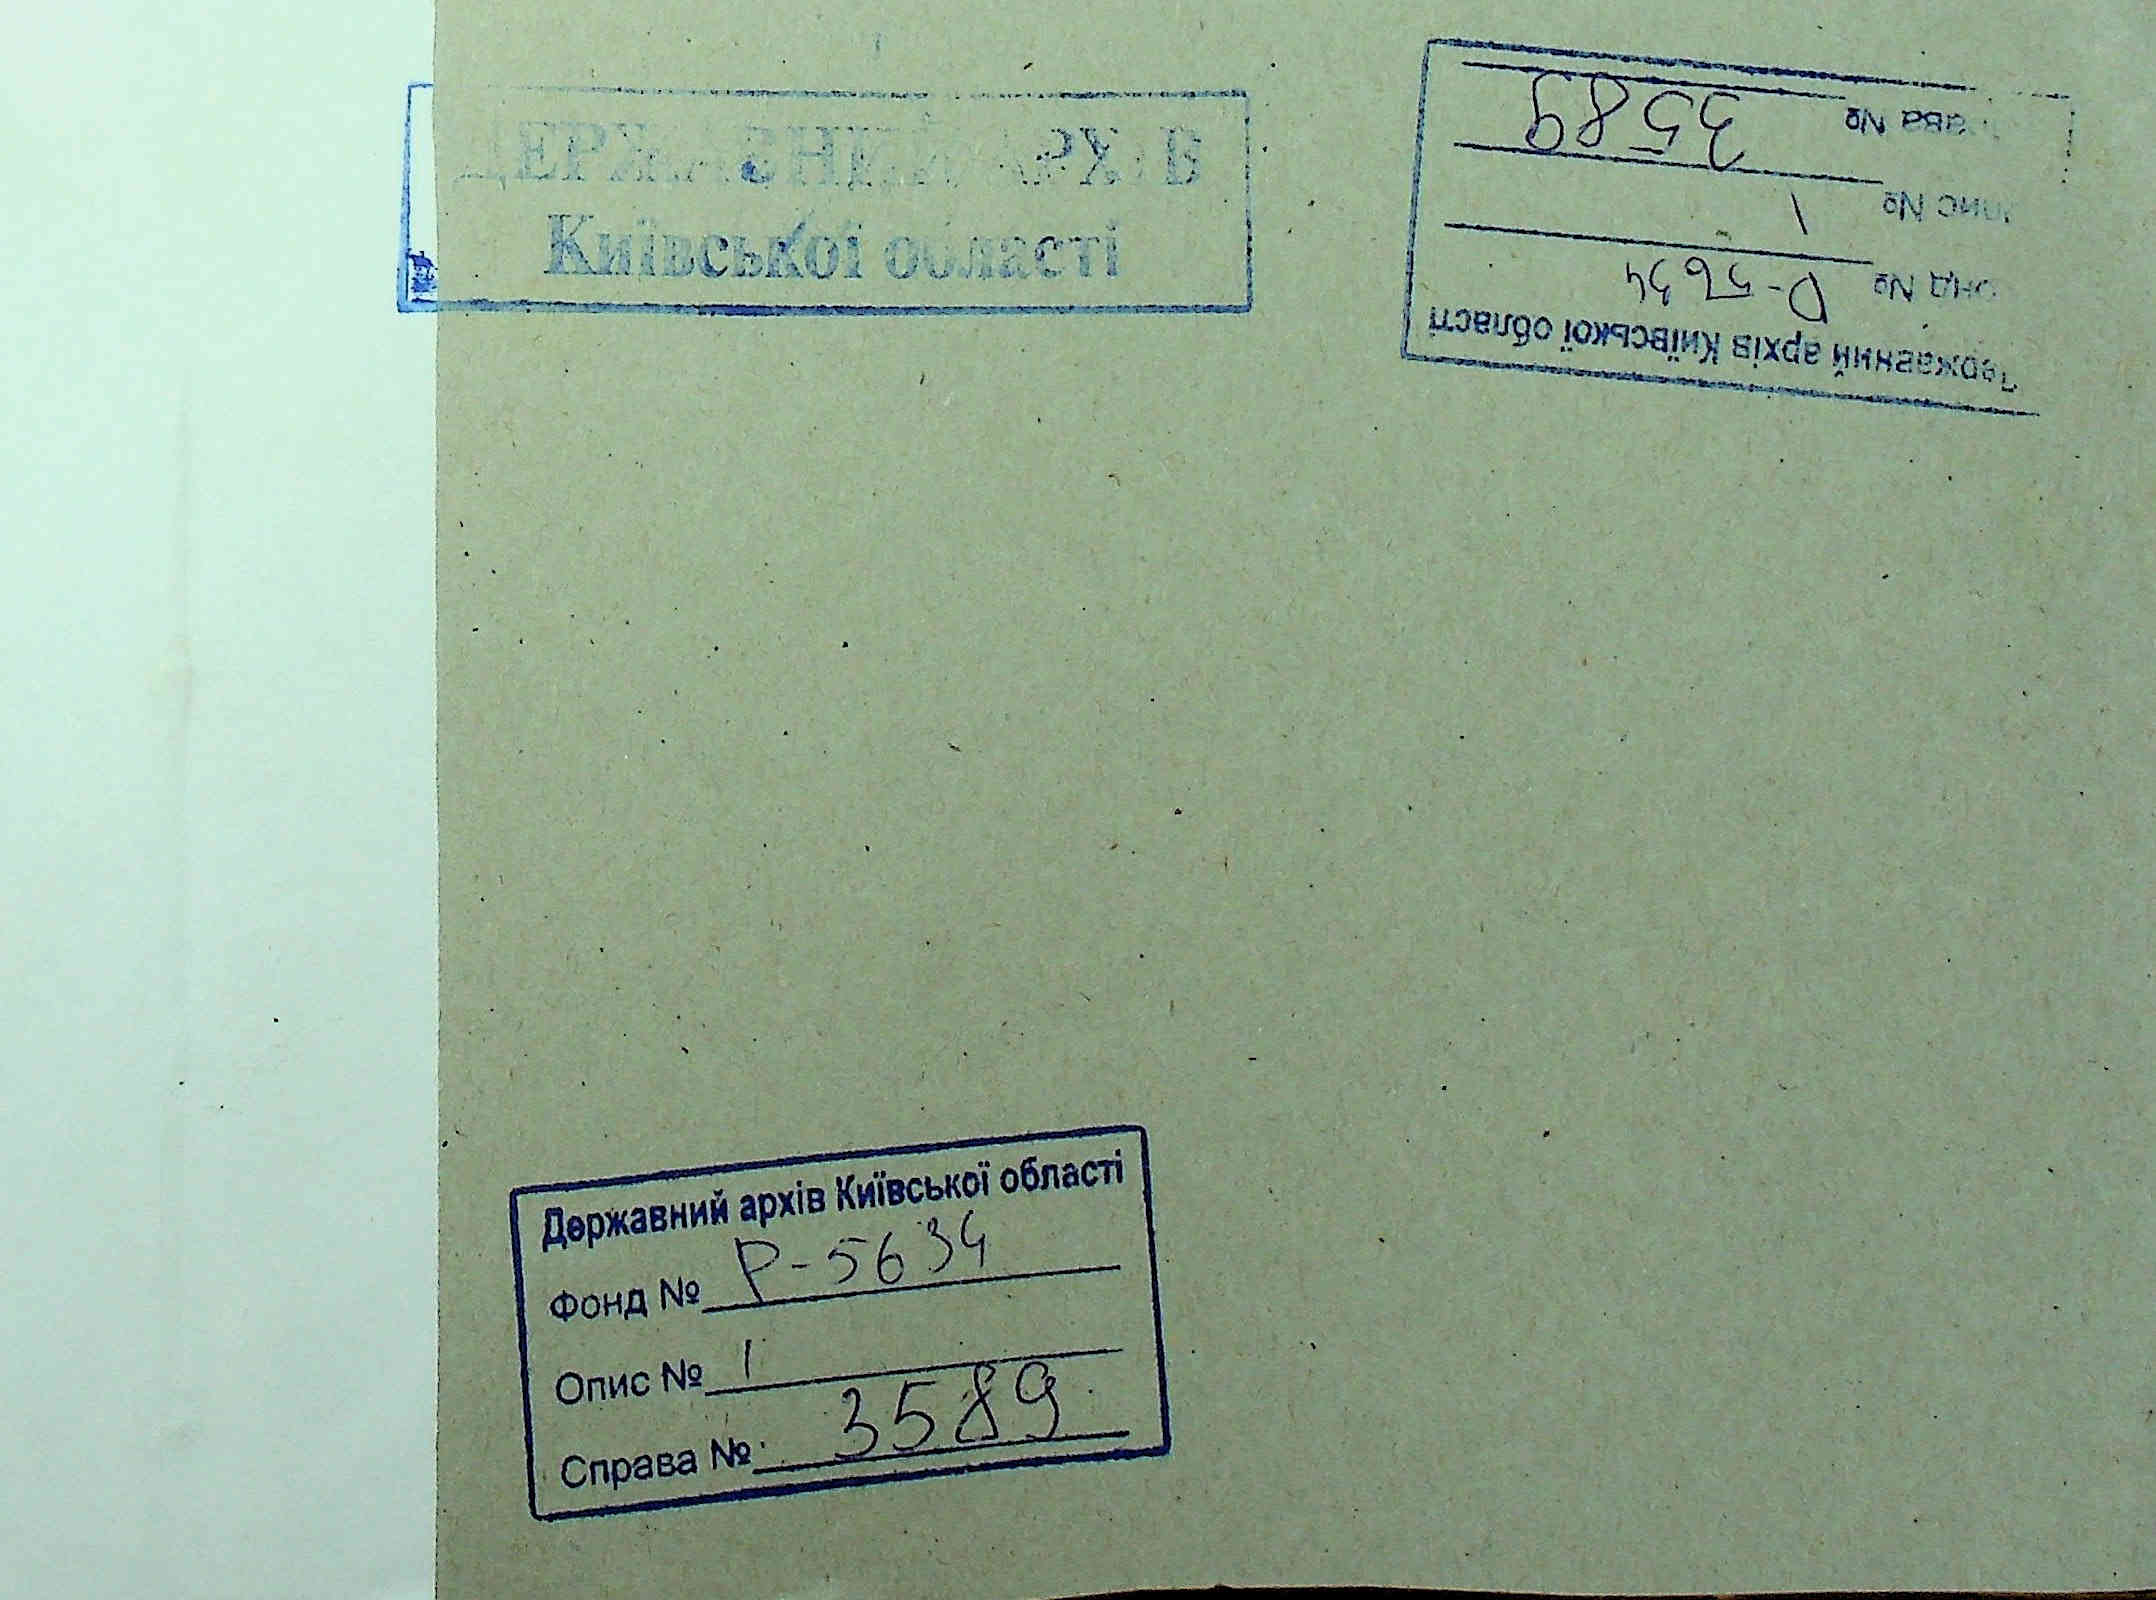 ДЕРЖАВНИЙ АРХІВ
Київської області
Державний архів Київської області
Фонд № Р-5634
Опис № 1
Справа № 3589
Державний архів Київської області
Фонд № Р-5634
Опис № 1
Справа № 3589